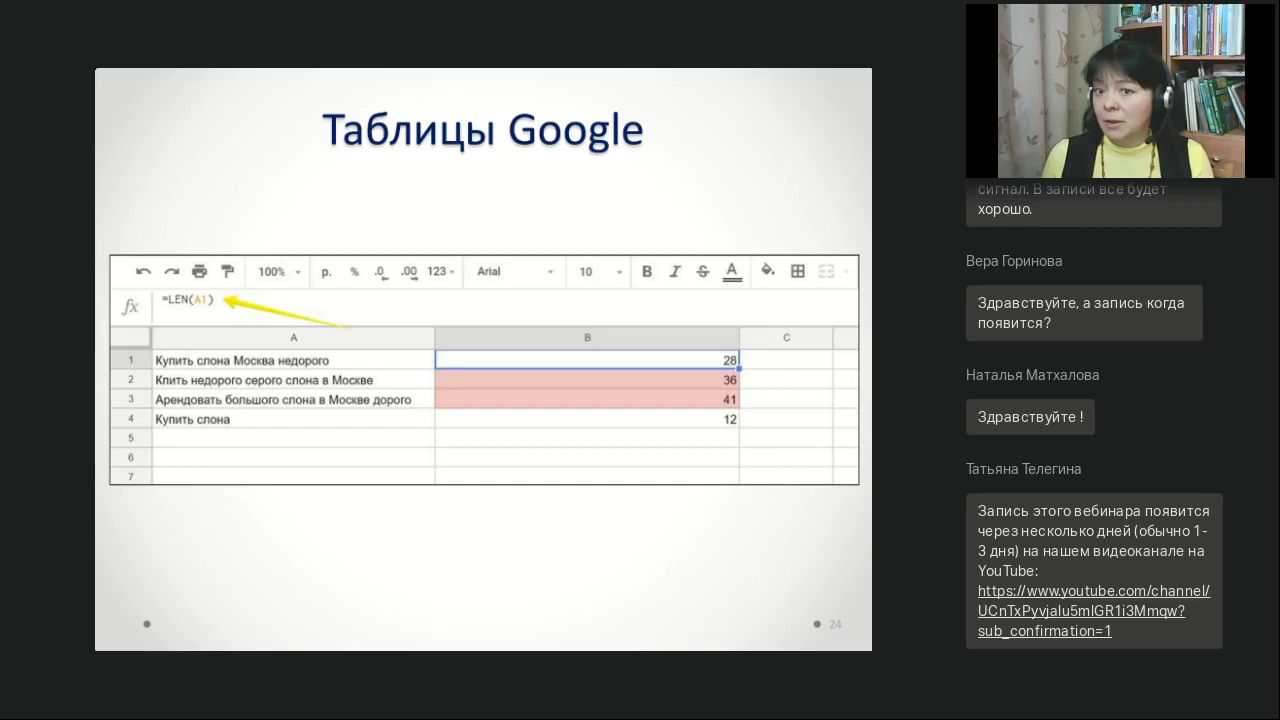 Таблицы Google
100%
р.
%
.0
.00
123
Arial
10
B
I
S
A
fx
=LEN(A1)
A
B
C
1
Купить слона Москва недорого
28
2
Кпить недорого серого слона в Москве
36
3
Арендовать большого слона в Москве дорого
41
4
Купить слона
12
5
6
7
24
сигнал. В записи все будет
хорошо.
Вера Горинова
Здравствуйте, а запись когда
появится?
Наталья Матхалова
Здравствуйте !
Татьяна Телегина
Запись этого вебинара появится
через несколько дней (обычно 1-
3 дня) на нашем видеоканале на
YouTube:
https://www.youtube.com/channel/
UCnTxPyvjalu5mlGR1i3Mmqw?
sub_confirmation=1